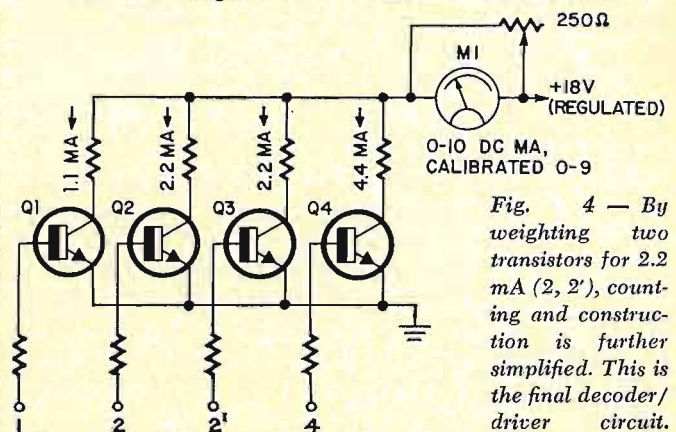 250Ω
M1
+18V
(REGULATED)
0-10 DC MA,
CALIBRATED 0-9
1.1 MA
2.2 MA
2.2 MA
4.4 MA
Q1
Q2
Q3
Q4
1
2
2'
4
Fig. 4 — By
weighting two
transistors for 2.2
mA (2, 2'), count-
ing and construc-
tion is further
simplified. This is
the final decoder/
driver circuit.